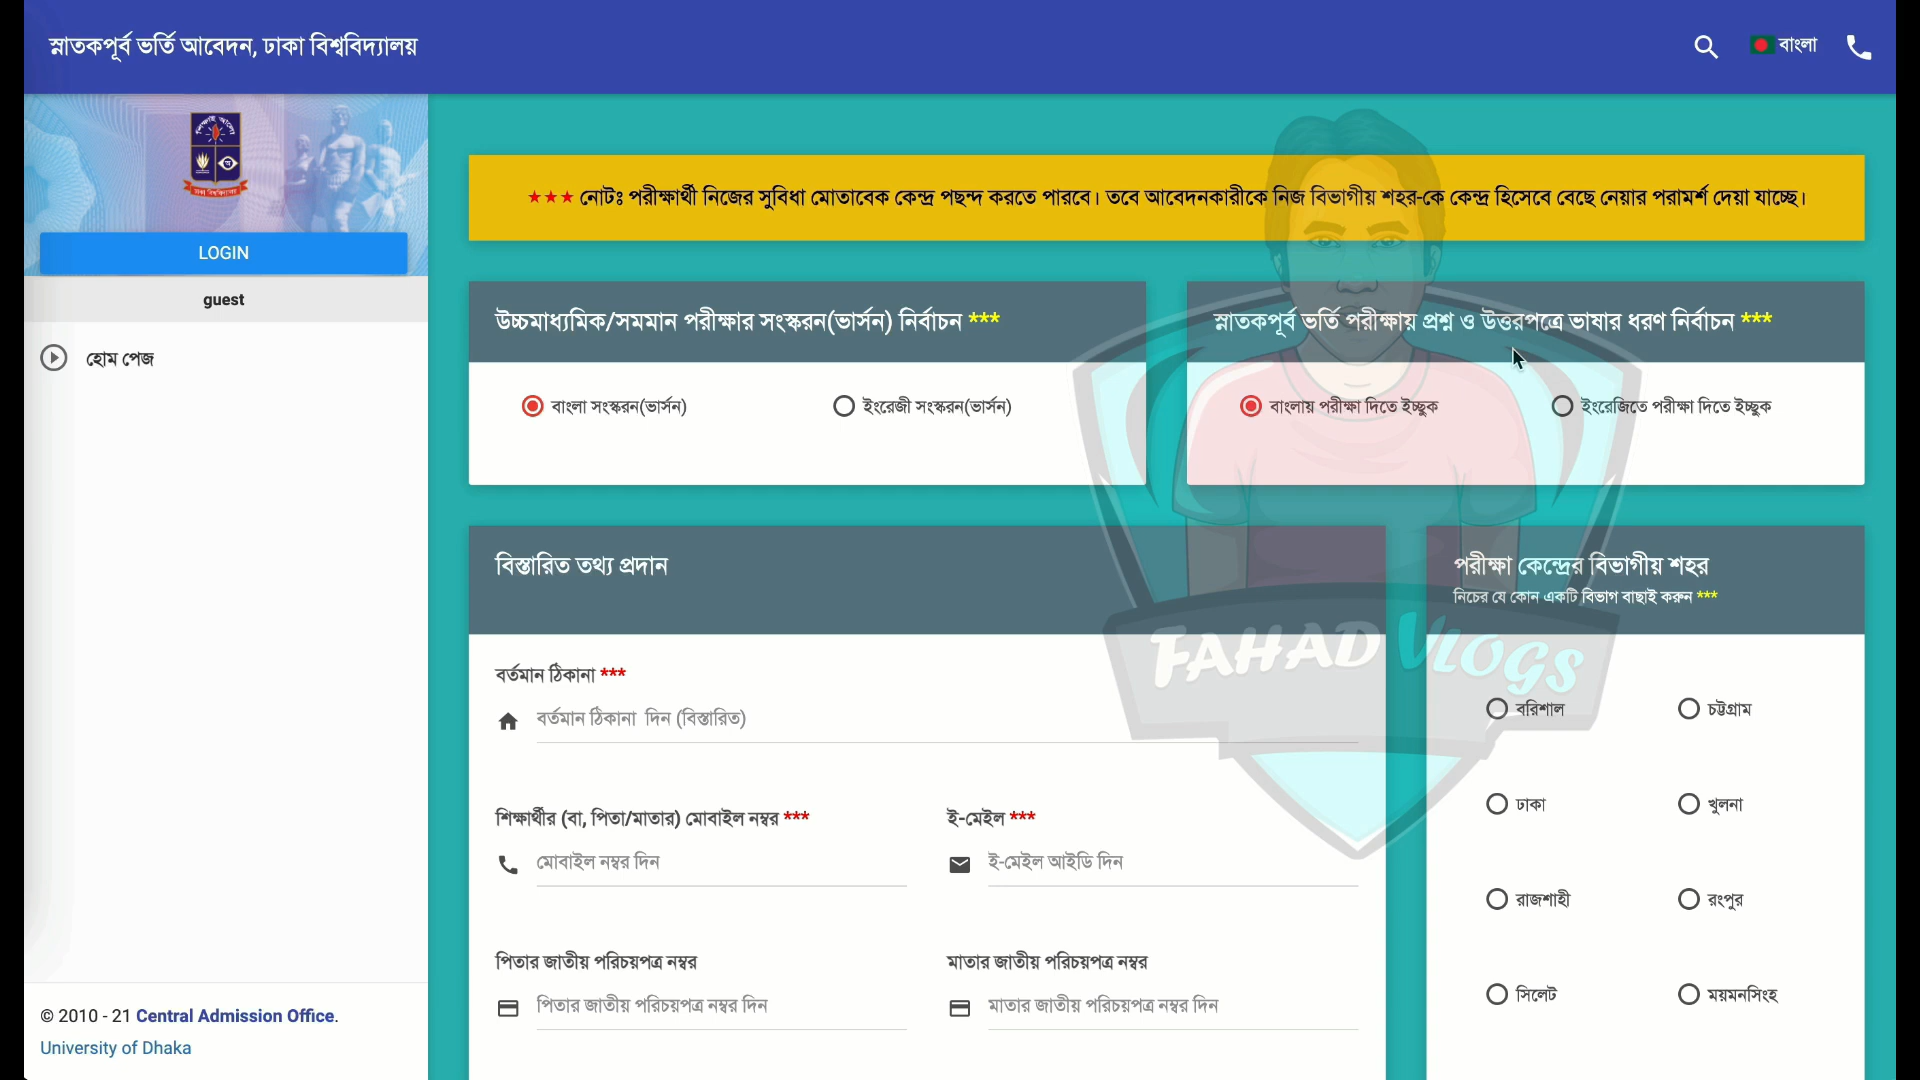 স্নাতকপূর্ব ভর্তি আবেদন, ঢাকা বিশ্ববিদ্যালয়
বাংলা
LOGIN
guest
হোম পেজ
★★★ নোটঃ পরীক্ষার্থী নিজের সুবিধা মোতাবেক কেন্দ্র পছন্দ করতে পারবে। তবে আবেদনকারীকে নিজ বিভাগীয় শহর-কে কেন্দ্র হিসেবে বেছে নেয়ার পরামর্শ দেয়া যাচ্ছে।
উচ্চমাধ্যমিক/সমমান পরীক্ষার সংস্করন(ভার্সন) নির্বাচন ***
বাংলা সংস্করন(ভার্সন)
ইংরেজী সংস্করন(ভার্সন)
স্নাতকপূর্ব ভর্তি পরীক্ষায় প্রশ্ন ও উত্তরপত্রে ভাষার ধরণ নির্বাচন ***
বাংলায় পরীক্ষা দিতে ইচ্ছুক
ইংরেজিতে পরীক্ষা দিতে ইচ্ছুক
বিস্তারিত তথ্য প্রদান
বর্তমান ঠিকানা ***
বর্তমান ঠিকানা দিন (বিস্তারিত)
শিক্ষার্থীর (বা, পিতা/মাতার) মোবাইল নম্বর ***
মোবাইল নম্বর দিন
ই-মেইল ***
ই-মেইল আইডি দিন
পিতার জাতীয় পরিচয়পত্র নম্বর
পিতার জাতীয় পরিচয়পত্র নম্বর দিন
মাতার জাতীয় পরিচয়পত্র নম্বর
মাতার জাতীয় পরিচয়পত্র নম্বর দিন
পরীক্ষা কেন্দ্রের বিভাগীয় শহর
নিচের যে কোন একটি বিভাগ বাছাই করুন ***
বরিশাল
চট্টগ্রাম
ঢাকা
খুলনা
রাজশাহী
রংপুর
সিলেট
ময়মনসিংহ
FAHAD VLOGS
© 2010 - 21 Central Admission Office.
University of Dhaka